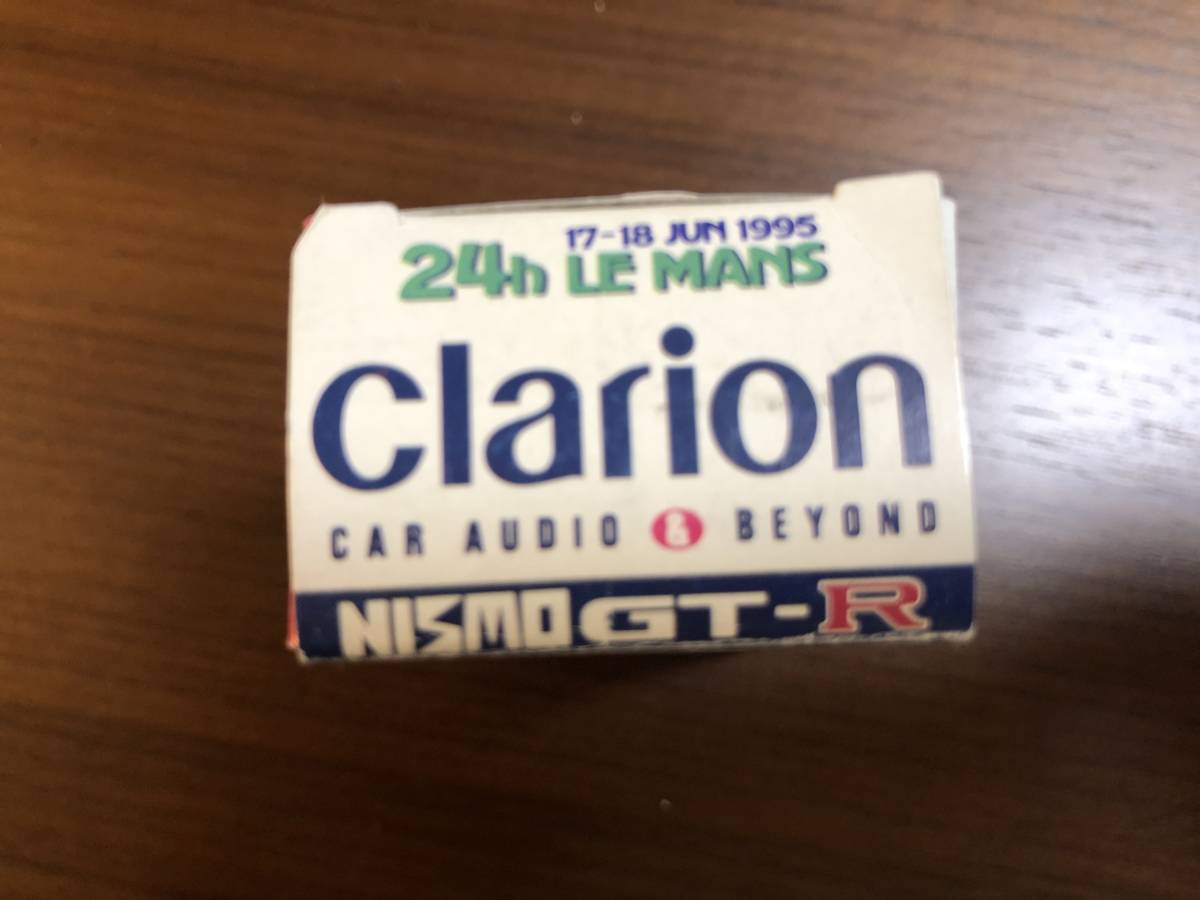 17-18 JUN 1995
24h LE MANS
clarion
CAR AUDIO & BEYOND
NISMO GT-R